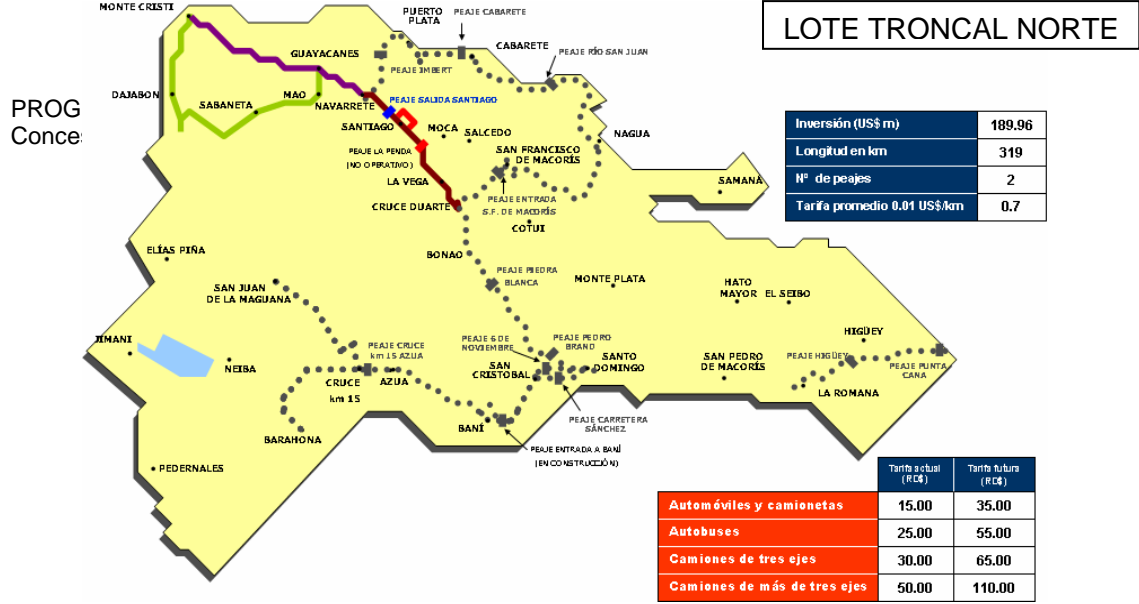 LOTE TRONCAL NORTE
PROG
Conces
MONTE CRISTI
PUERTO
PLATA
PEAJE CABARETE
CABARETE
PEAJE RÍO SAN JUAN
GUAYACANES
PEAJE IMBERT
DAJABON
SABANETA
MAO
NAVARRETE
PEAJE SALIDA SANTIAGO
SANTIAGO
MOCA
SALCEDO
NAGUA
PEAJE LA PENDA
(NO OPERATIVO)
SAN FRANCISCO
DE MACORÍS
LA VEGA
SAMANÁ
CRUCE DUARTE
PEAJE ENTRADA
S.F. DE MACORÍS
COTUI
ELÍAS PIÑA
BONAO
PEAJE PIEDRA
BLANCA
MONTE PLATA
HATO
MAYOR
EL SEIBO
SAN JUAN
DE LA MAGUANA
JIMANI
NEIBA
PEAJE CRUCE
km 15 AZUA
CRUCE
km 15
AZUA
PEAJE 6 DE
NOVIEMBRE
PEAJE PEDRO
BRAND
SAN
CRISTOBAL
SANTO
DOMINGO
SAN PEDRO
DE MACORÍS
HIGÜEY
PEAJE HIGÜEY
PEAJE PUNTA
CANA
LA ROMANA
BARAHONA
BANÍ
PEAJE CARRETERA
SÁNCHEZ
PEAJE ENTRADA A BANÍ
(EN CONSTRUCCIÓN)
PEDERNALES
Inversión (US$ m) 189.96
Longitud en km 319
Nº de peajes 2
Tarifa promedio 0.01 US$/km 0.7
Tarifa actual
(RD$)
Tarifa futura
(RD$)
Automóviles y camionetas 15.00 35.00
Autobuses 25.00 55.00
Camiones de tres ejes 30.00 65.00
Camiones de más de tres ejes 50.00 110.00